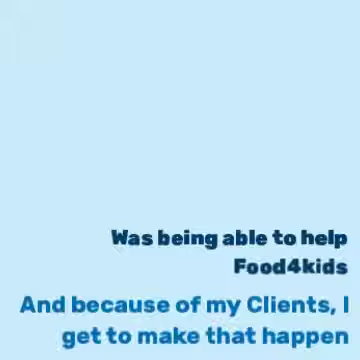 Was being able to help
Food4kids
And because of my Clients, I
get to make that happen